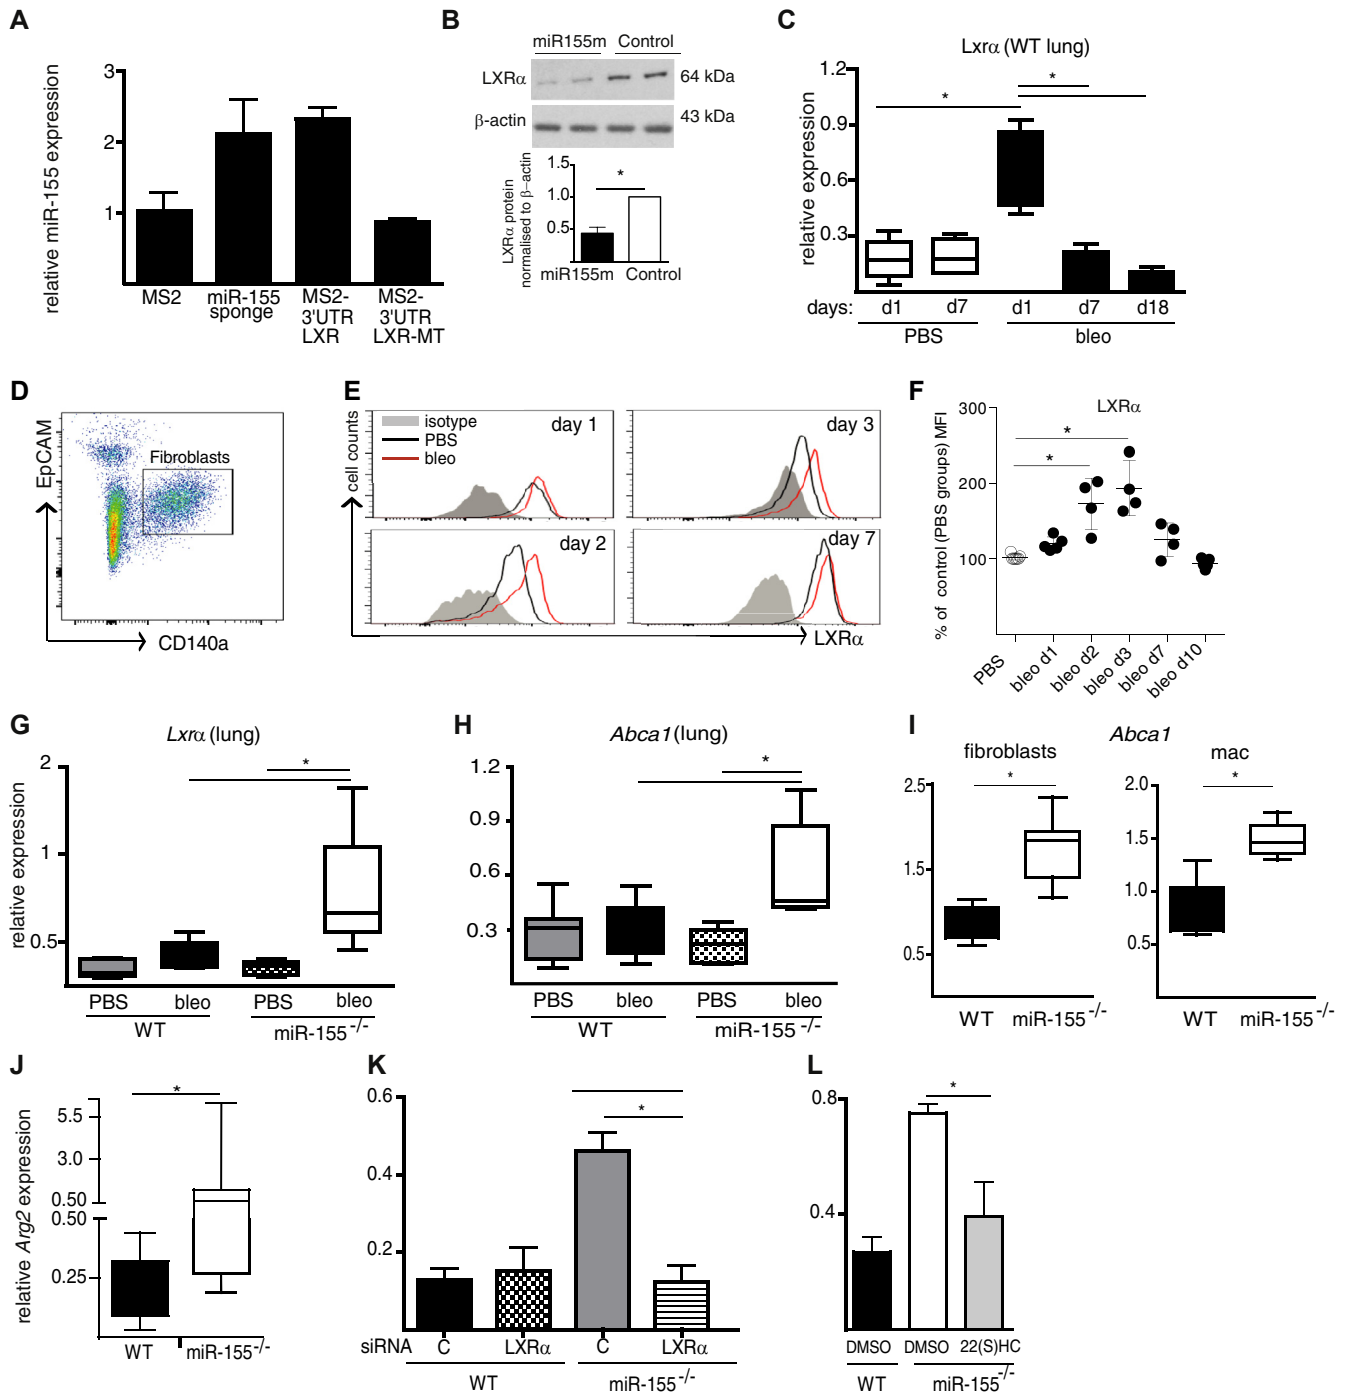 A
relative miR-155 expression
3
2
1
MS2
miR-155
sponge
MS2-
3'UTR
LXR
MS2-
3'UTR
LXR-MT
B
miR155m Control
LXRα
64 kDa
β-actin
43 kDa
LXRα protein
normalised to β-actin
1.5
1.0
0.5
*
miR155m Control
C
Lxrα (WT lung)
relative expression
1.2
0.9
0.6
0.3
*
*
days: d1 d7 d1 d7 d18
PBS bleo
D
EpCAM
Fibroblasts
CD140a
E
cell counts
isotype
PBS
bleo
day 1
day 3
day 2
day 7
LXRα
F
LXRα
% of control (PBS groups) MFI
300
200
100
*
*
PBS
bleo d1
bleo d2
bleo d3
bleo d7
bleo d10
G
Lxrα (lung)
relative expression
2
1
0.5
*
PBS bleo PBS bleo
WT miR-155-/-
H
Abca1 (lung)
1.2
0.9
0.6
0.3
*
PBS bleo PBS bleo
WT miR-155-/-
I
Abca1
fibroblasts
2.5
1.5
0.5
*
WT miR-155-/-
mac
2.0
1.5
1.0
0.5
*
WT miR-155-/-
J
relative Arg2 expression
5.5
3.0
0.50
0.50
0.25
*
WT miR-155-/-
K
0.6
0.4
0.2
*
siRNA C LXRα C LXRα
WT miR-155-/-
L
0.8
0.4
*
DMSO DMSO 22(S)HC
WT miR-155-/-